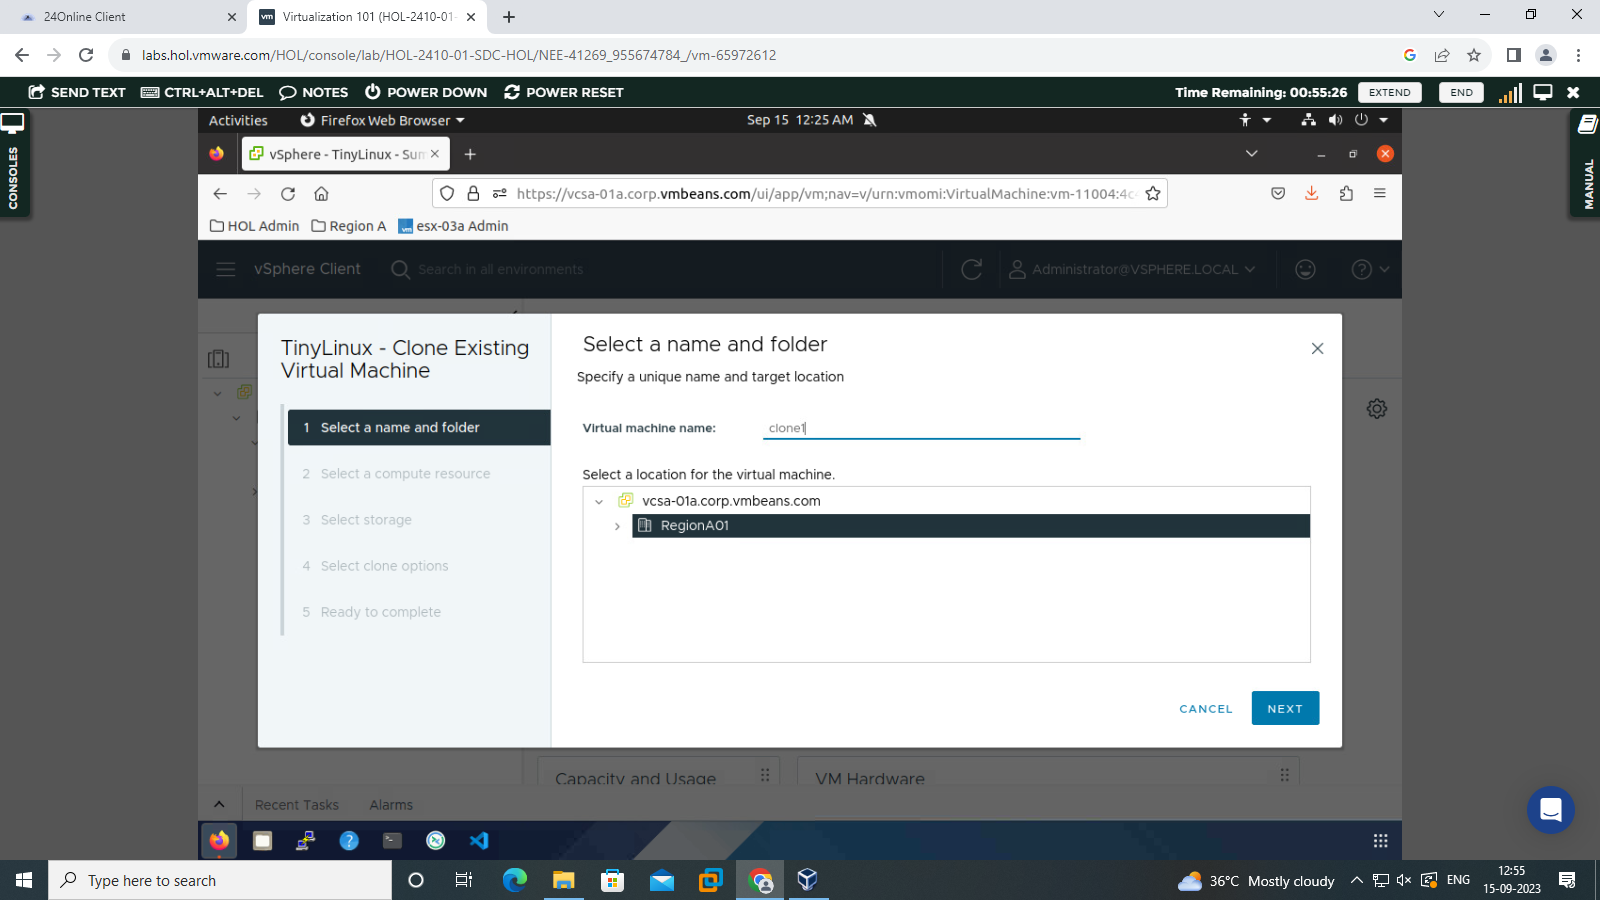 24Online Client
vm Virtualization 101 (HOL-2410-01-
labs.hol.vmware.com/HOL/console/lab/HOL-2410-01-SDC-HOL/NEE-41269_955674784_/vm-65972612
SEND TEXT CTRL+ALT+DEL NOTES POWER DOWN POWER RESET Time Remaining: 00:55:26 EXTEND END
CONSOLES
MANUAL
Activities Firefox Web Browser Sep 15 12:25 AM
vSphere - TinyLinux - Sum
https://vcsa-01a.corp.vmbeans.com/ui/app/vm;nav=v/urn:vmomi:VirtualMachine:vm-11004:4c
HOL Admin Region A vm esx-03a Admin
vSphere Client Search in all environments Administrator@VSPHERE.LOCAL
TinyLinux - Clone Existing
Virtual Machine
1 Select a name and folder
2 Select a compute resource
3 Select storage
4 Select clone options
5 Ready to complete
Select a name and folder
Specify a unique name and target location
Virtual machine name: clone1
Select a location for the virtual machine.
vcsa-01a.corp.vmbeans.com
RegionA01
CANCEL NEXT
Capacity and Usage VM Hardware
Recent Tasks Alarms
Type here to search
36°C Mostly cloudy ENG 12:55
15-09-2023